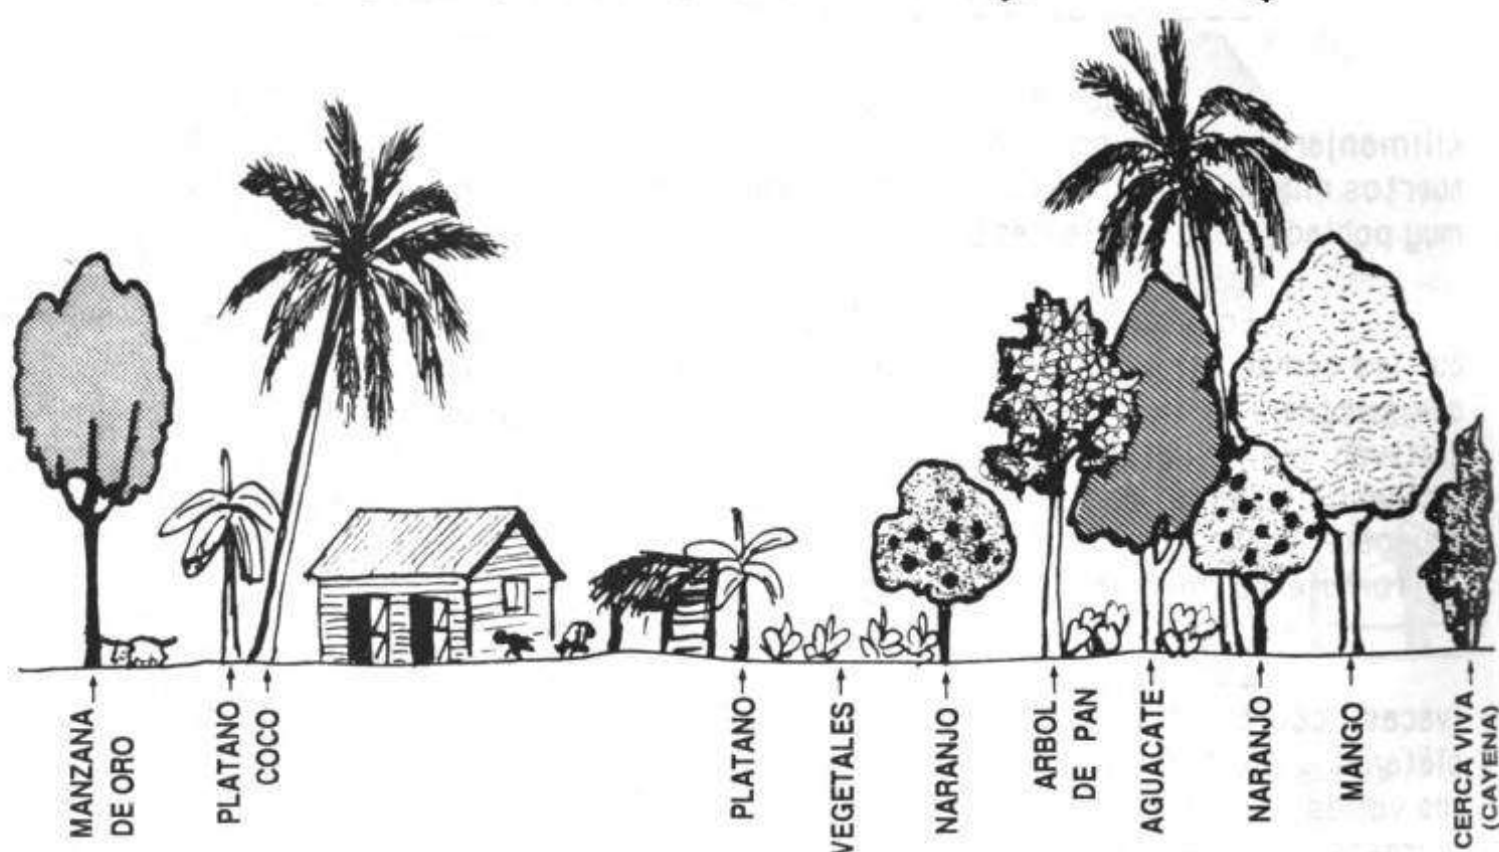 MANZANA
DE ORO
PLATANO
COCO
PLATANO
VEGETALES
NARANJO
ARBOL
DE PAN
AGUACATE
NARANJO
MANGO
CERCA VIVA
(CAYENA)